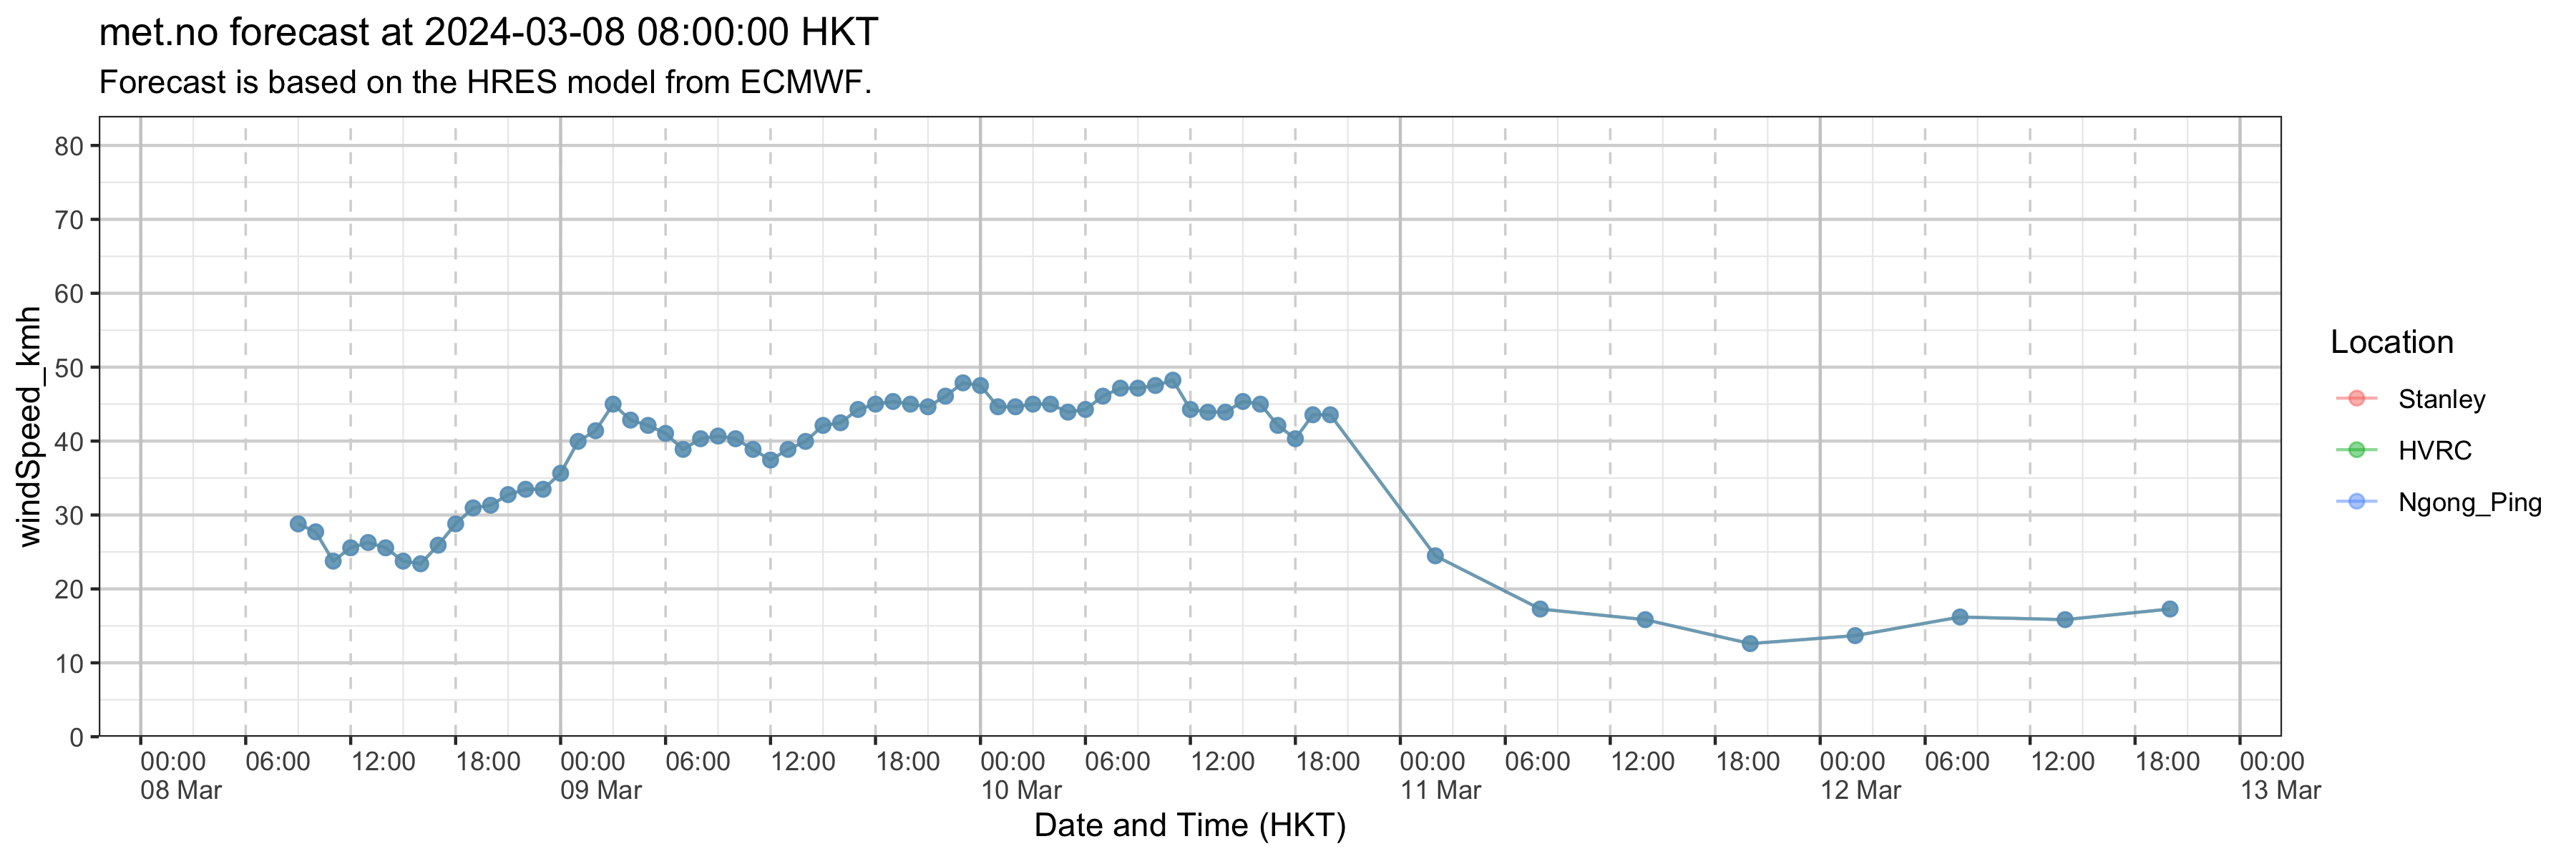 met.no forecast at 2024-03-08 08:00:00 HKT
Forecast is based on the HRES model from ECMWF.
windSpeed_kmh
80
70
60
50
40
30
20
10
0
00:00 06:00 12:00 18:00 00:00 06:00 12:00 18:00 00:00 06:00 12:00 18:00 00:00 06:00 12:00 18:00 00:00 06:00 12:00 18:00 00:00
08 Mar 09 Mar 10 Mar 11 Mar 12 Mar 13 Mar
Date and Time (HKT)
Location
Stanley
HVRC
Ngong_Ping